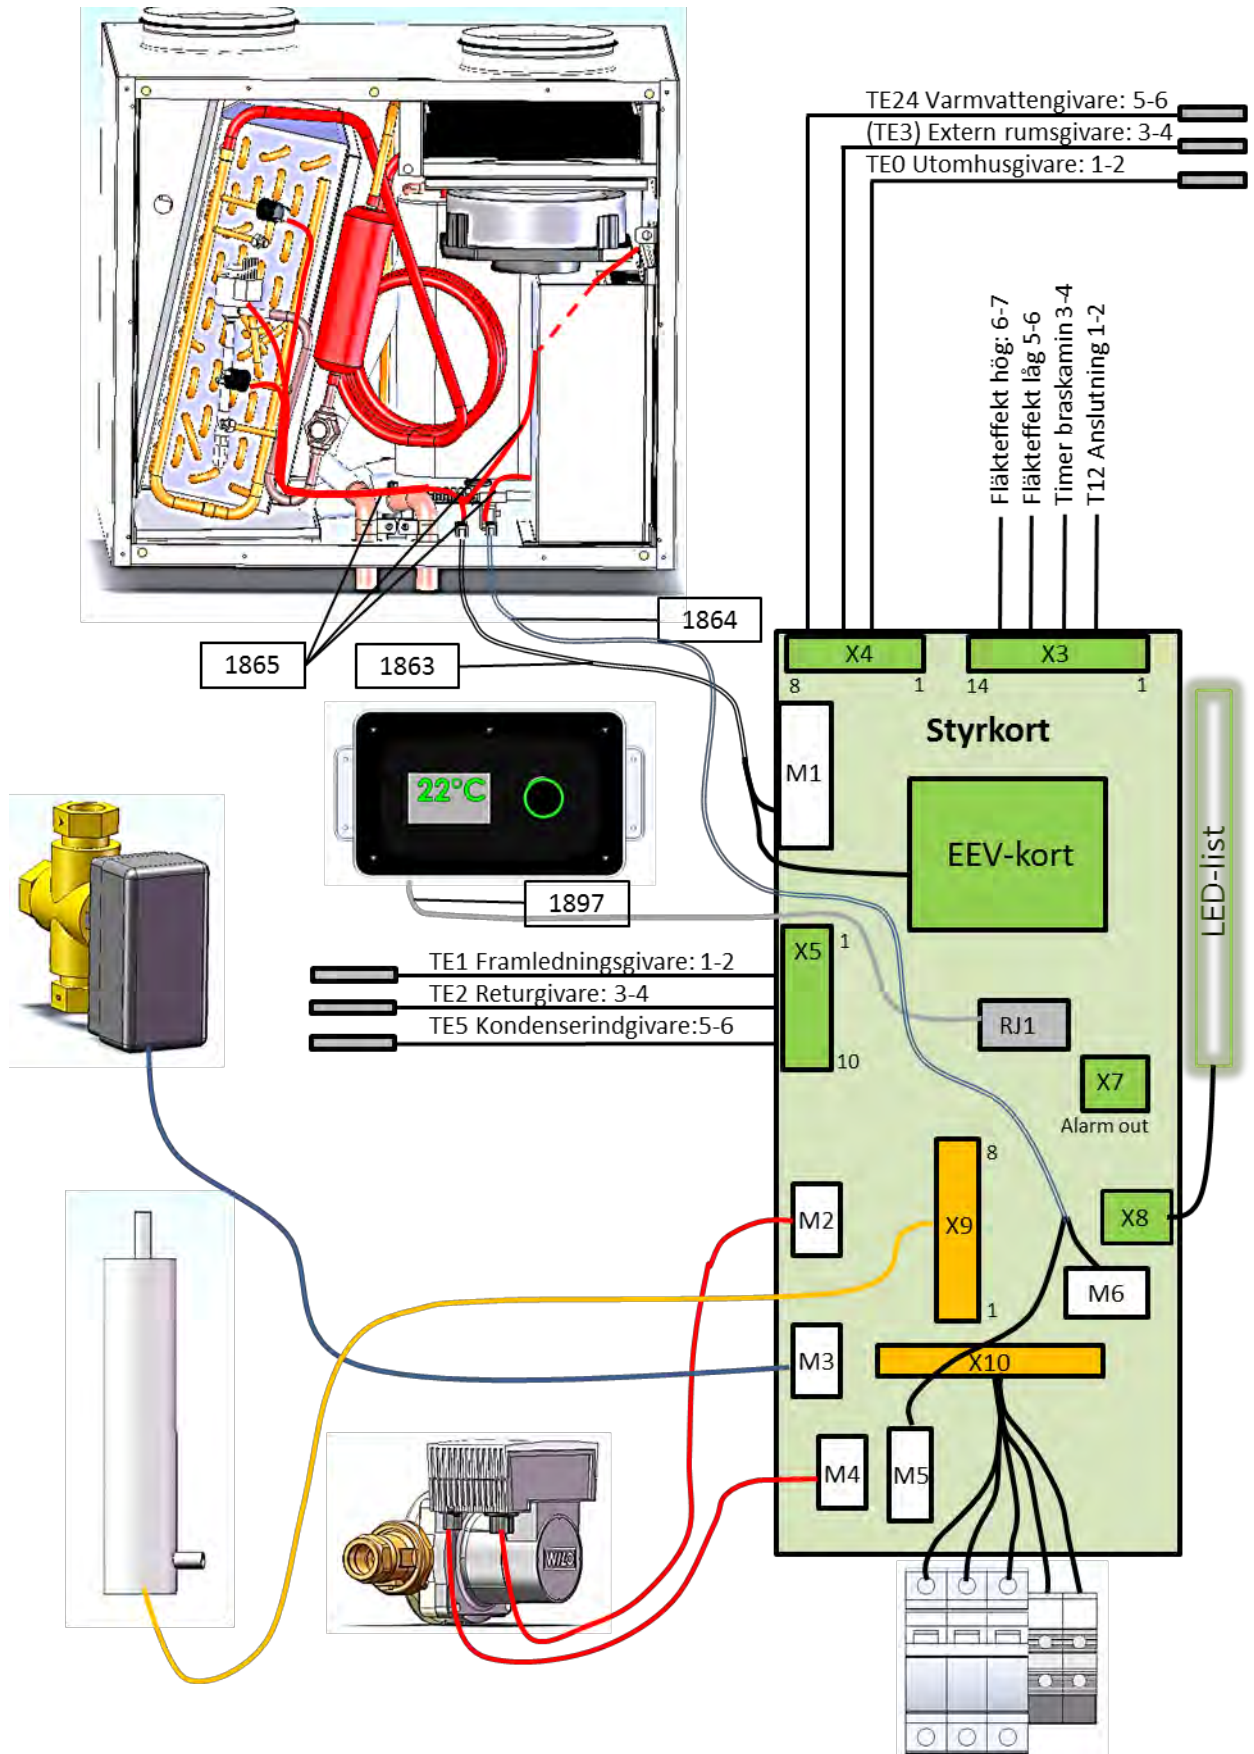 TE24 Varmvattengivare: 5-6
(TE3) Extern rumsgivare: 3-4
TE0 Utomhusgivare: 1-2
Fläkteffekt hög: 6-7
Fläkteffekt låg 5-6
Timer braskamin 3-4
T12 Anslutning 1-2
1864
1865
1863
X4
X3
8
1
14
1
Styrkort
M1
22°C
EEV-kort
LED-list
1897
X5
1
TE1 Framledningsgivare: 1-2
TE2 Returgivare: 3-4
TE5 Kondenserindgivare:5-6
RJ1
10
X7
Alarm out
8
M2
X9
X8
M6
1
M3
X10
M4
M5
WILO